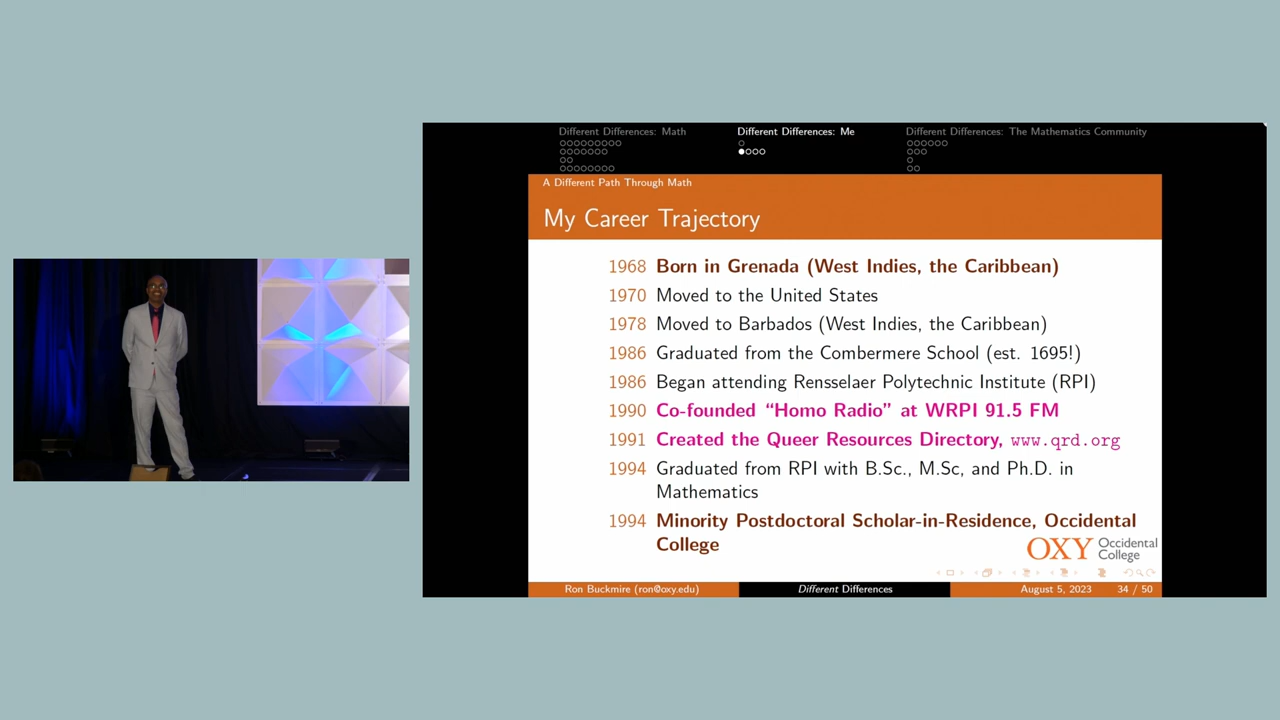 Different Differences: Math
Different Differences: Me
Different Differences: The Mathematics Community
A Different Path Through Math
My Career Trajectory
1968 Born in Grenada (West Indies, the Caribbean)
1970 Moved to the United States
1978 Moved to Barbados (West Indies, the Caribbean)
1986 Graduated from the Combermere School (est. 1695!)
1986 Began attending Rensselaer Polytechnic Institute (RPI)
1990 Co-founded “Homo Radio” at WRPI 91.5 FM
1991 Created the Queer Resources Directory, www.qrd.org
1994 Graduated from RPI with B.Sc., M.Sc, and Ph.D. in
Mathematics
1994 Minority Postdoctoral Scholar-in-Residence, Occidental
College
OXY Occidental
College
Ron Buckmire (ron@oxy.edu)
Different Differences
August 5, 2023
34 / 50